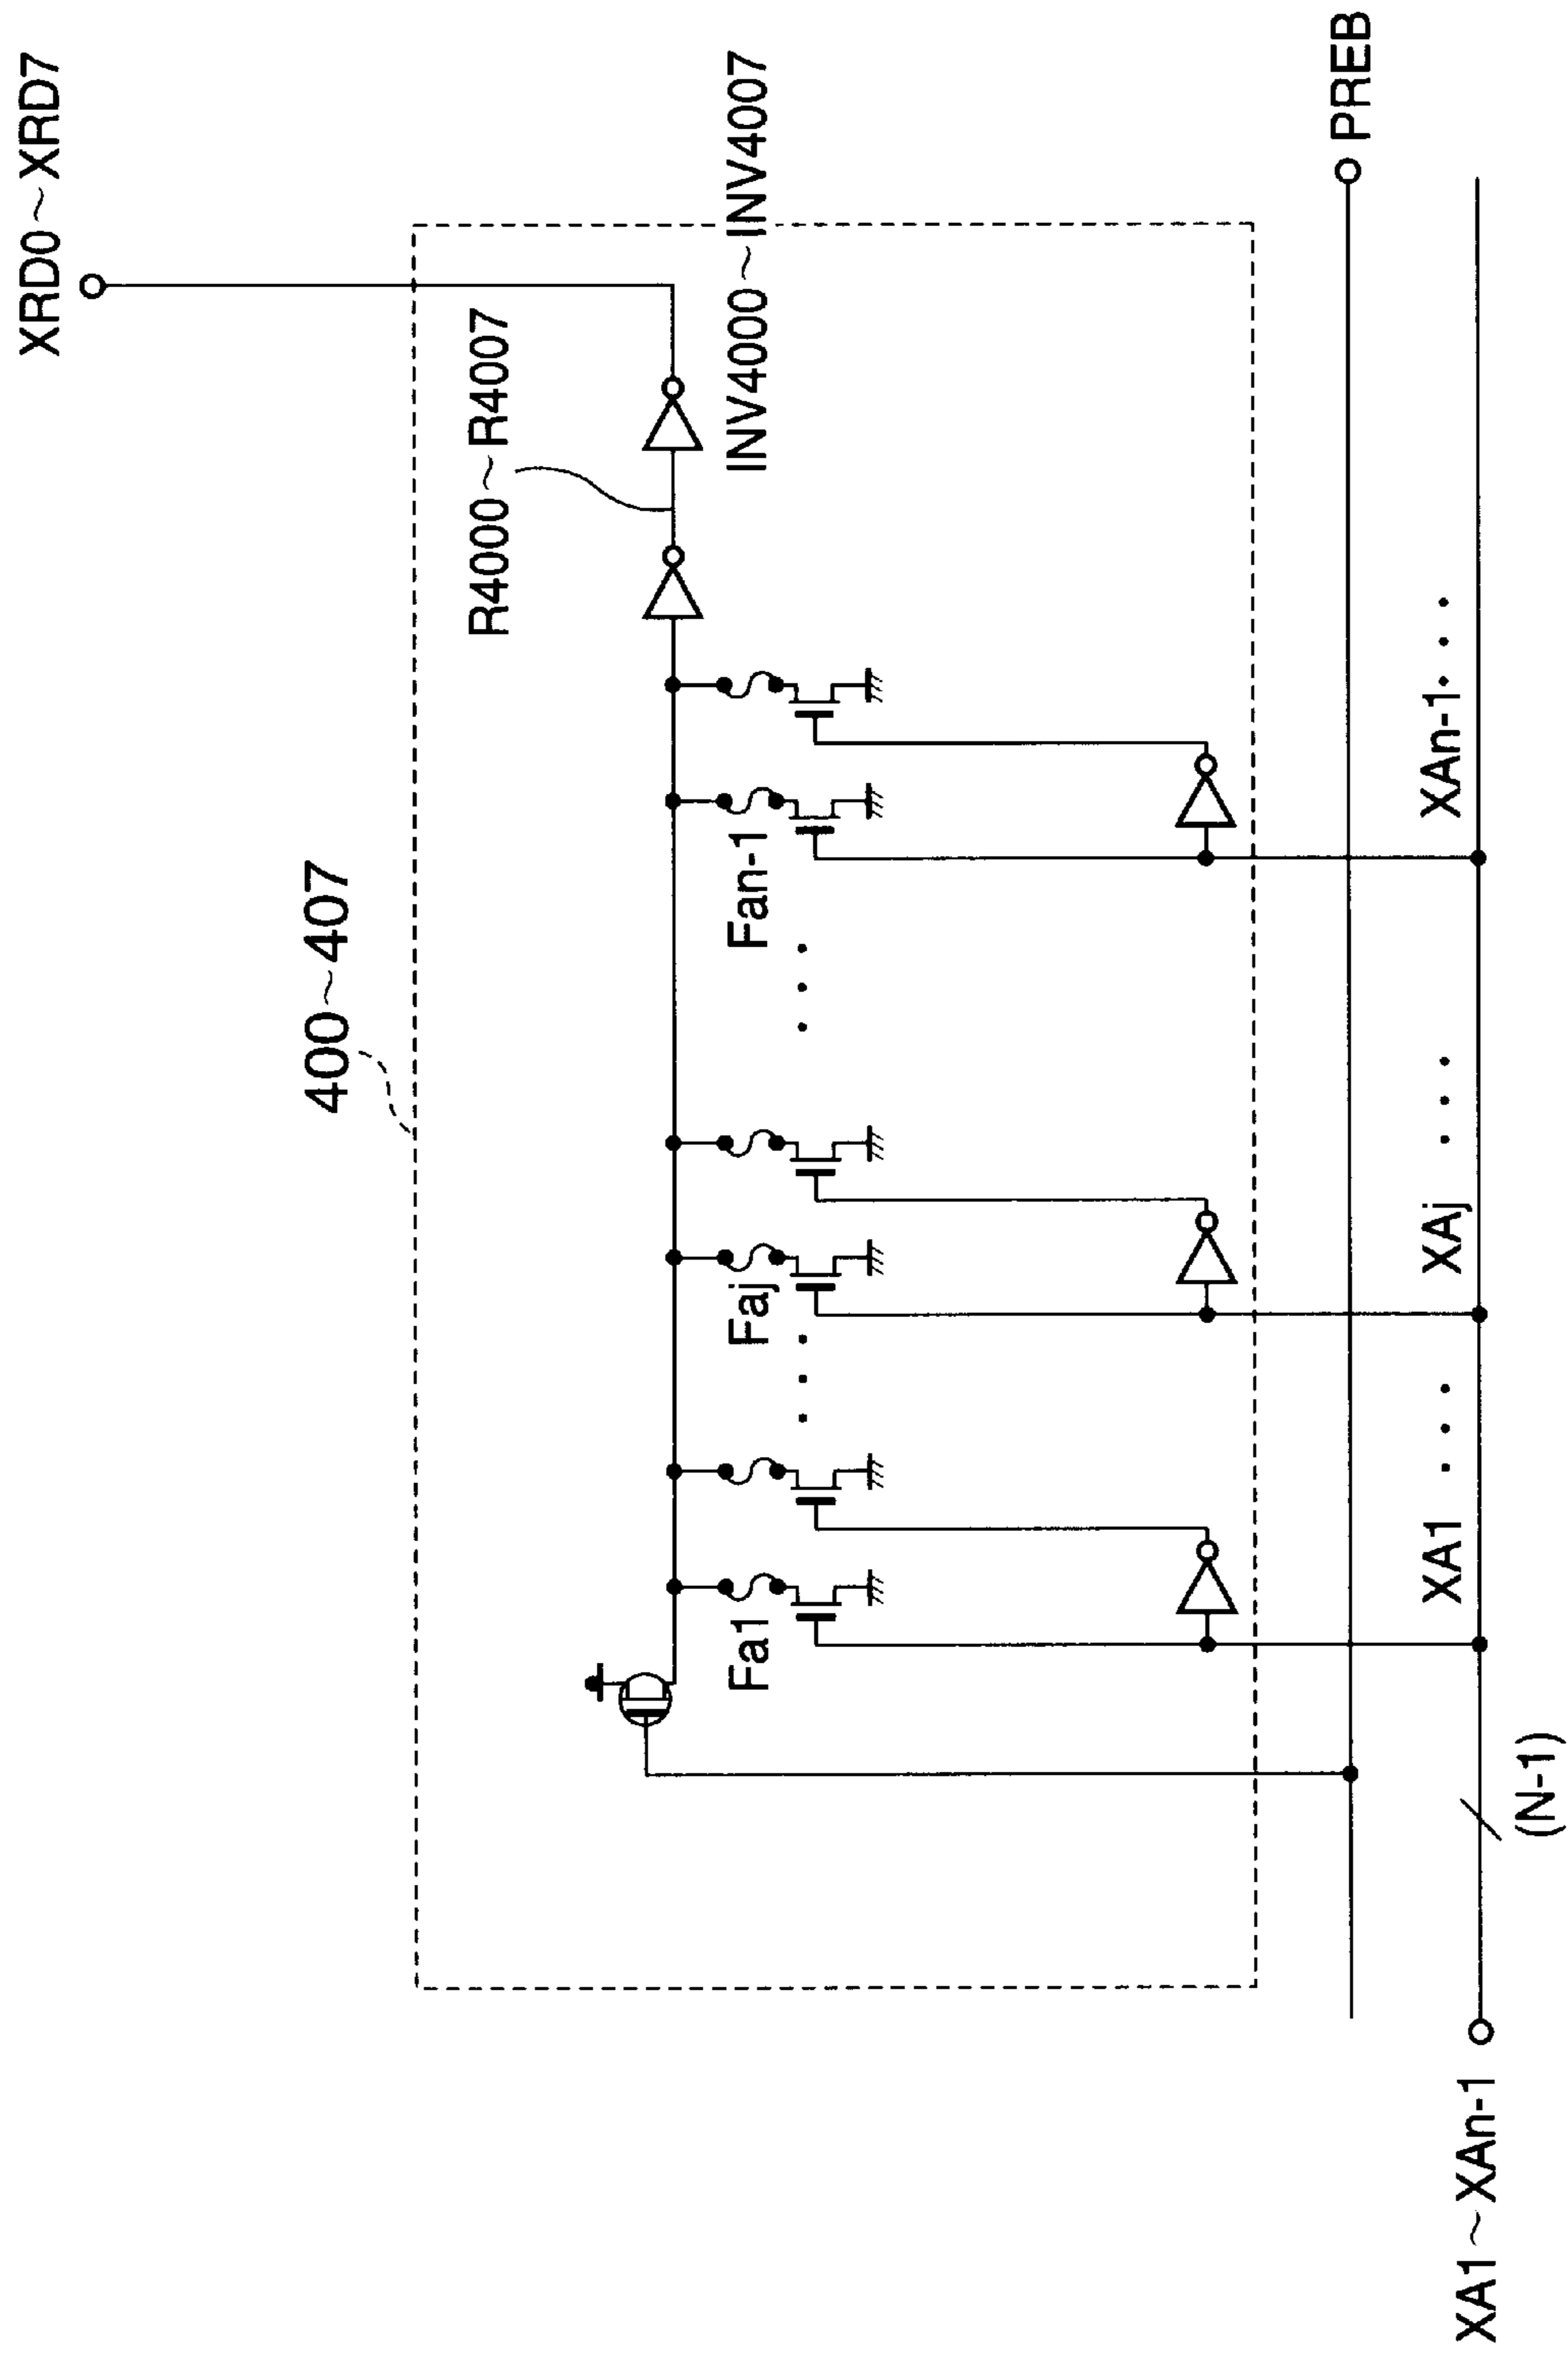 XRD0~XRD7
400~407
R4000~R4007
INV4000~INV4007
Fa1
Faj
Fan-1
PREB
XA1
XAj
XAn-1
XA1~XAn-1
(N-1)